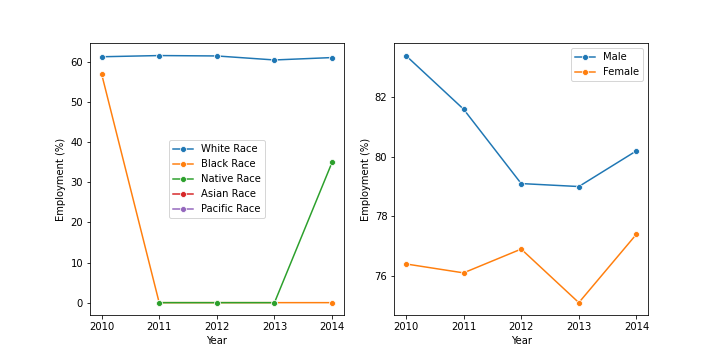 Employment (%)
60
50
40
30
20
10
0
White Race
Black Race
Native Race
Asian Race
Pacific Race
2010 2011 2012 2013 2014
Year
Employment (%)
82
80
78
76
Male
Female
2010 2011 2012 2013 2014
Year